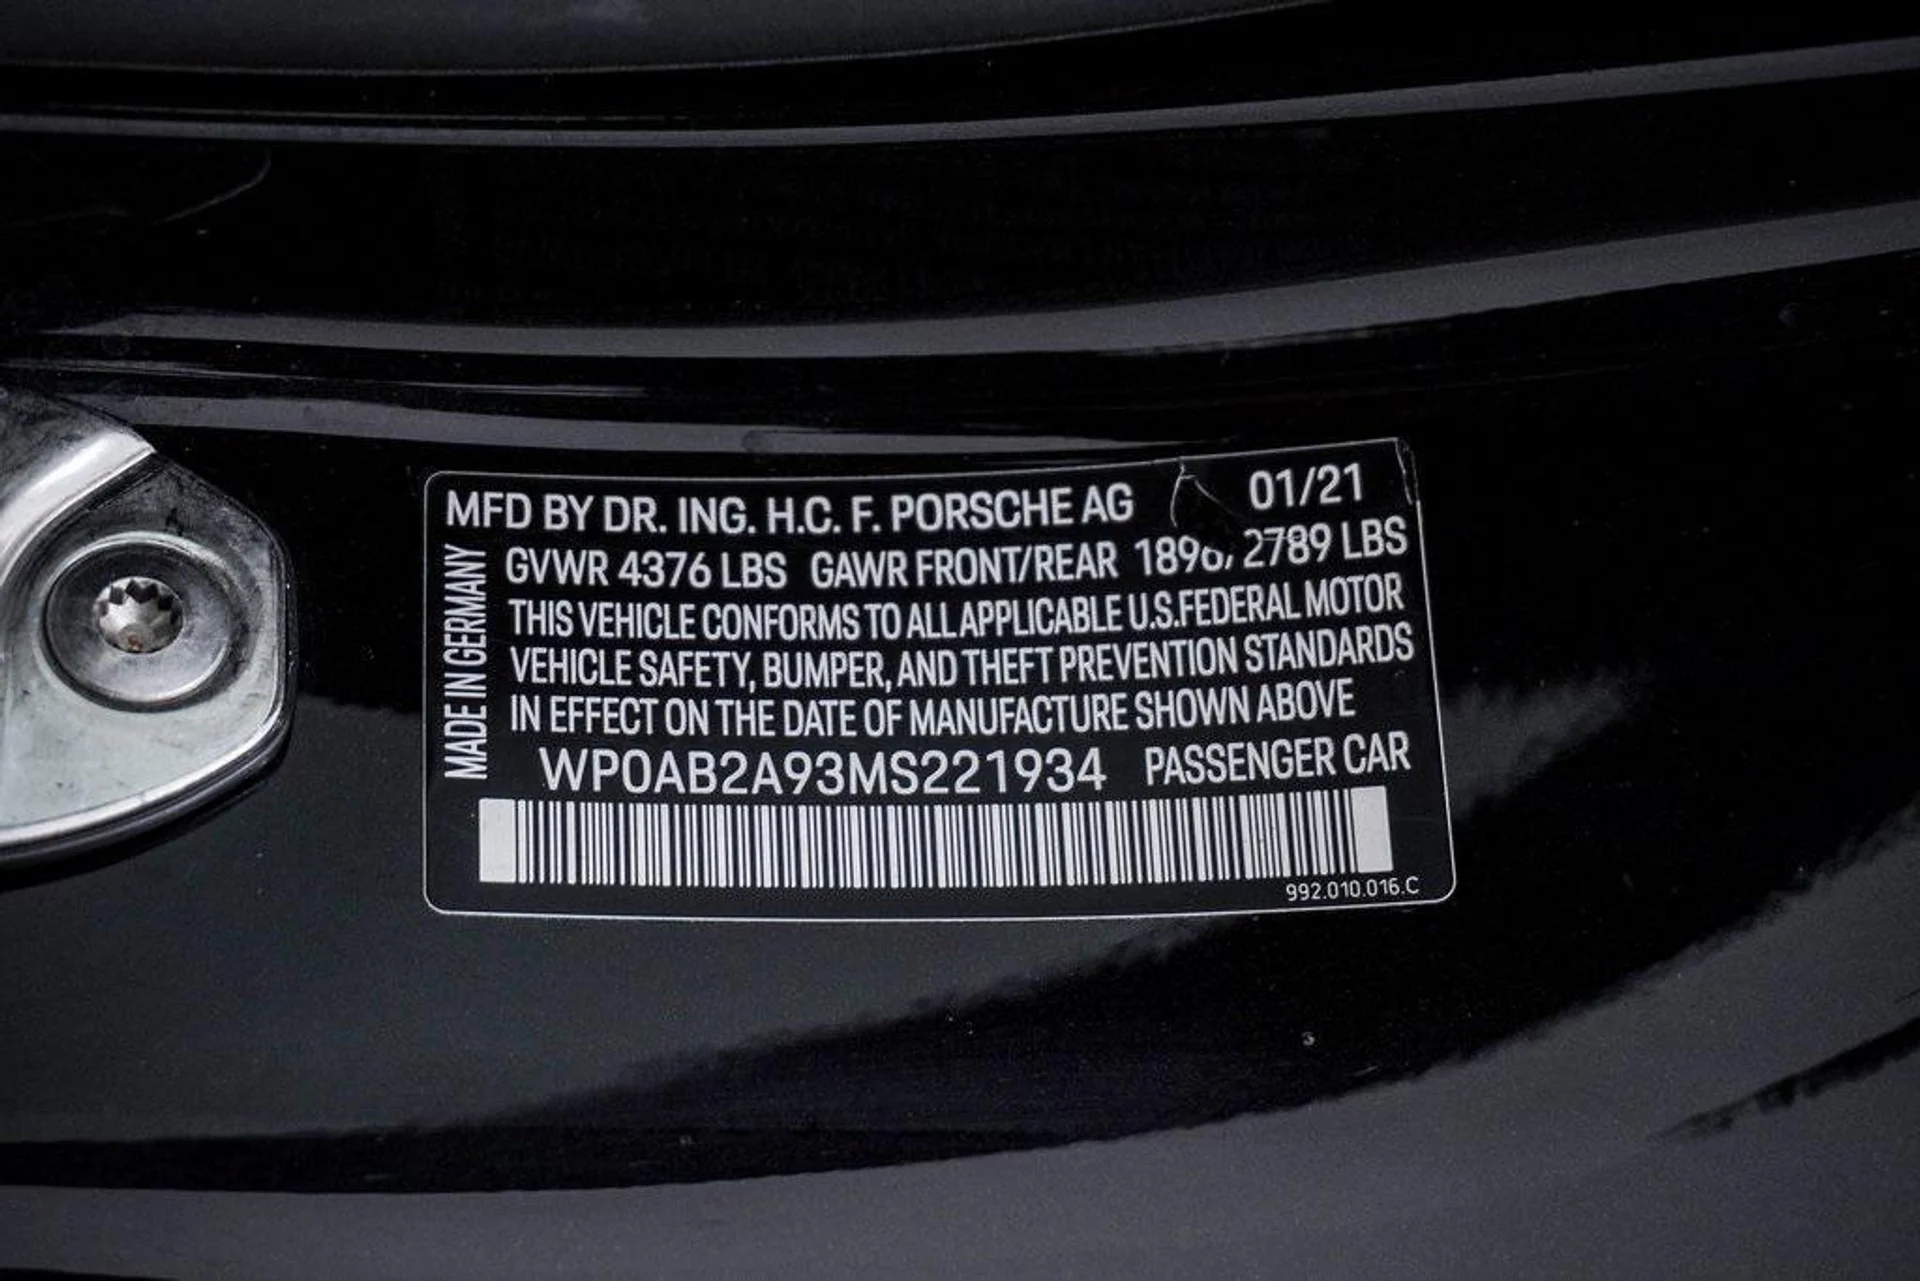 MFD BY DR. ING. H.C. F. PORSCHE AG 01/21
GVWR 4376 LBS GAWR FRONT/REAR 2789 LBS
THIS VEHICLE CONFORMS TO ALL APPLICABLE U.S.FEDERAL MOTOR
VEHICLE SAFETY, BUMPER, AND THEFT PREVENTION STANDARDS
IN EFFECT ON THE DATE OF MANUFACTURE SHOWN ABOVE
WP0AB2A93MS221934 PASSENGER CAR
992.010.016.C
MADE IN GERMANY